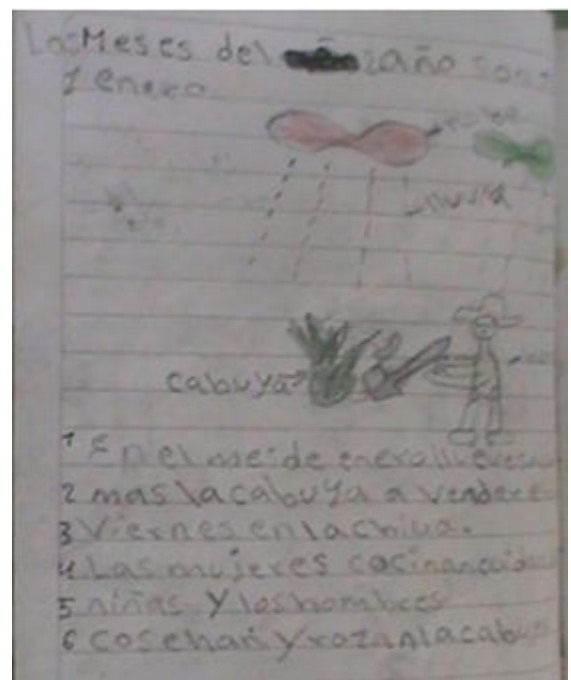 Los Meses del año son:
1 enero
nube
lluvia
cabuya
1 En el mes de enero llueve
2 mas la cabuya a vender e
3 Viernes en la chiva.
4 Las mujeres cocinan
5 niñas y los hombres
6 cosehan y rozan la cabuya